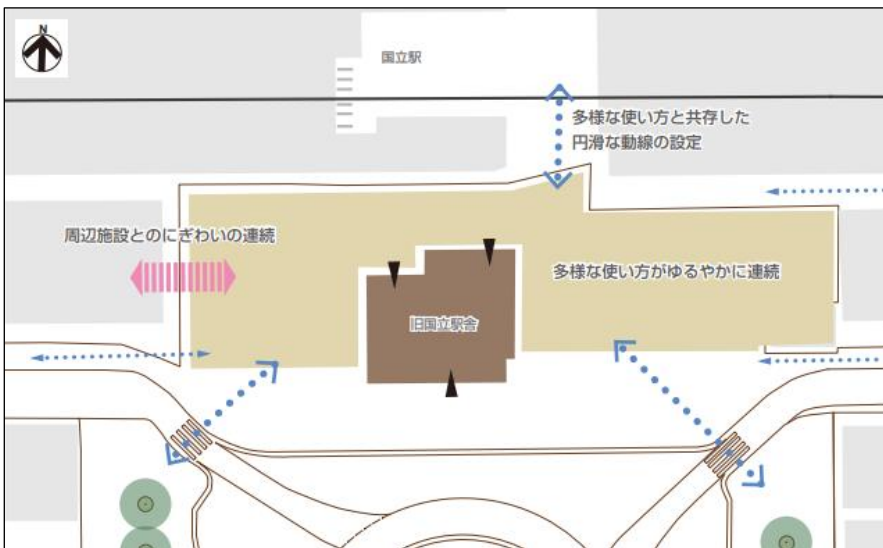 N
国立駅
多様な使い方と共存した
円滑な動線の設定
周辺施設とのにぎわいの連続
多様な使い方がゆるやかに連続
旧国立駅舎